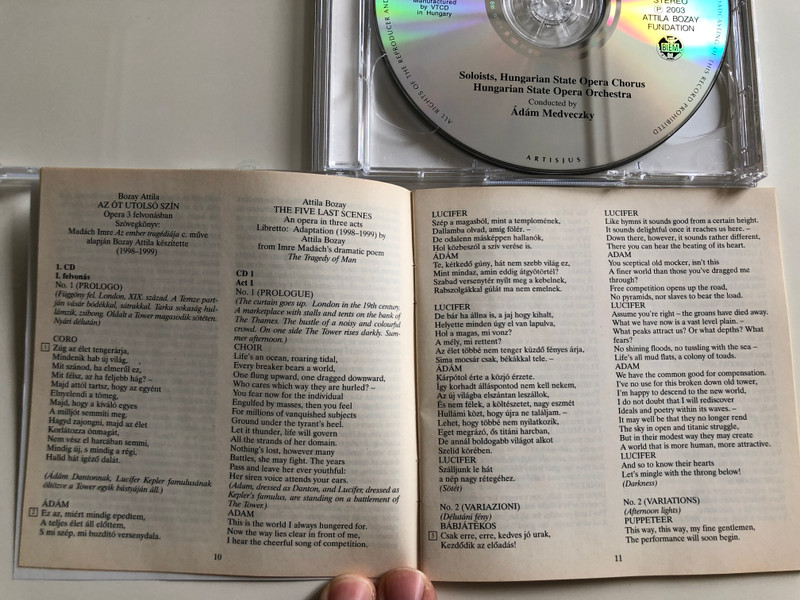 Manufactured
by VTCD
in Hungary
STEREO
℗ 2003
ATTILA BOZAY
FUNDATION
BIEM
Soloists, Hungarian State Opera Chorus
Hungarian State Opera Orchestra
Conducted by
Ádám Medveczky
ARTISJUS
ALL RIGHTS OF THE REPRODUCER AND
CASTING OF THIS RECORD PROHIBITED
Bozay Attila
AZ ÖT UTOLSÓ SZÍN
Opera 3 felvonásban
Szövegkönyv:
Madách Imre Az ember tragédiája c. műve
alapján Bozay Attila készítette
(1998–1999)
1. CD
I. felvonás
No. 1 (PROLOGO)
(Függöny fel. London, XIX. század. A Temze part-
ján vásár bódékkal, sátrakkal. Tarka sokaság hul-
lámzik, zsibong. Oldalt a Tower magasodik sötéten.
Nyári délután)
CORO
1 Zúg az élet tengerárja,
Mindenik hab új világ,
Mit szánod, ha elmerül ez,
Mit félsz, az ha feljebb hág? –
Majd attól tartsz, hogy az egyént
Elnyelendi a tömeg,
Majd, hogy a kiváló egyes
A milljót semmíti meg.
Hagyd zajongni, majd az élet
Korlátozza önmagát,
Nem vész el harcában semmi,
Mindig új, s mindig a régi,
Halld hát igéző dalát.
(Ádám Dantonnak, Lucifer Kepler famulusának
öltözve a Tower egyik bástyáján áll.)
ÁDÁM
2 Ez az, miért mindig epedtem,
A teljes élet áll előttem,
S mi szép, mi buzdító versenydala.
10
Attila Bozay
THE FIVE LAST SCENES
An opera in three acts
Libretto: Adaptation (1998–1999) by
Attila Bozay
from Imre Madách's dramatic poem
The Tragedy of Man
CD 1
Act 1
No. 1 (PROLOGUE)
(The curtain goes up. London in the 19th century.
A marketplace with stalls and tents on the bank of
The Thames. The bustle of a noisy and colourful
crowd. On one side The Tower rises darkly. Sum-
mer afternoon.)
CHOIR
Life's an ocean, roaring tidal,
Every breaker bears a world,
One flung upward, one dragged downward,
Who cares which way they are hurled? –
You fear now for the individual
Engulfed by masses, then you feel
For millions of vanquished subjects
Ground under the tyrant's heel.
Let it thunder, life will govern
All the strands of her domain.
Nothing's lost, however many
Battles, she may fight. The years
Pass and leave her ever youthful:
Her siren voice attends your ears.
(Adam, dressed as Danton, and Lucifer, dressed as
Kepler's famulus, are standing on a battlement of
The Tower.)
ADAM
This is the world I always hungered for.
Now the way lies clear in front of me,
I hear the cheerful song of competition.
LUCIFER
Szép a magasból, mint a templomének,
Dallamba olvad, amíg fölér. –
De odalenn másképpen hallanók,
Hol közbeszól a szív verése is.
ÁDÁM
Te, kétkedő gúny, hát nem szebb világ ez,
Mint mindaz, amin eddig átgyötörtél?
Szabad versenytér nyílt meg a kebelnek,
Rabszolgákkal gúlát ma nem emelnek.
LUCIFER
De bár ha állna is, a jaj hogy kihalt,
Helyette minden úgy el van lapulva,
Hol a magas, mi vonz?
A mély, mi rettent?
Az élet többé nem tenger küzdő fényes árja,
Sima mocsár csak, békákkal tele. –
ÁDÁM
Kárpótol érte a közjó érzete.
Így korhadt álláspontod nem kell nekem,
Az új világba elszántan leszálok,
És nem félek, a költészetet, nagy eszmét
Hullámi közt, hogy újra ne találjam. –
Lehet, hogy többé nem nyilatkozik,
Eget megrázó, ős titáni harcban,
De annál boldogabb világot alkot
Szelíd körében.
LUCIFER
Szálljunk le hát
a nép nagy rétegéhez.
(Sötét)
No. 2 (VARIAZIONI)
(Délutáni fény)
BÁBJÁTÉKOS
3 Csak erre, erre, kedves jó urak,
Kezdődik az előadás!
LUCIFER
Like hymns it sounds good from a certain height.
It sounds delightful once it reaches us here. –
Down there, however, it sounds rather different,
There you can hear the beating of its heart.
ADAM
You sceptical old mocker, isn't this
A finer world than those you've dragged me
through?
Free competition opens up the road,
No pyramids, nor slaves to bear the load.
LUCIFER
Assume you're right – the groans have died away.
What we have now is a vast level plain. –
What peaks attract us? Or what depths? What
fears?
No shining floods, no tussling with the sea –
Life's all mud flats, a colony of toads.
ADAM
We have the common good for compensation.
I've no use for this broken down old tower,
I'm happy to descend to the new world,
I do not doubt that I will rediscover
Ideals and poetry within its waves. –
It may well be that they no longer rend
The sky in open and titanic struggle,
But in their modest way they may create
A world that is more human, more attractive.
LUCIFER
And so to know their hearts
Let's mingle with the throng below!
(Darkness)
No. 2 (VARIATIONS)
(Afternoon lights)
PUPPETEER
This way, this way, my fine gentlemen,
The performance will soon begin.
11